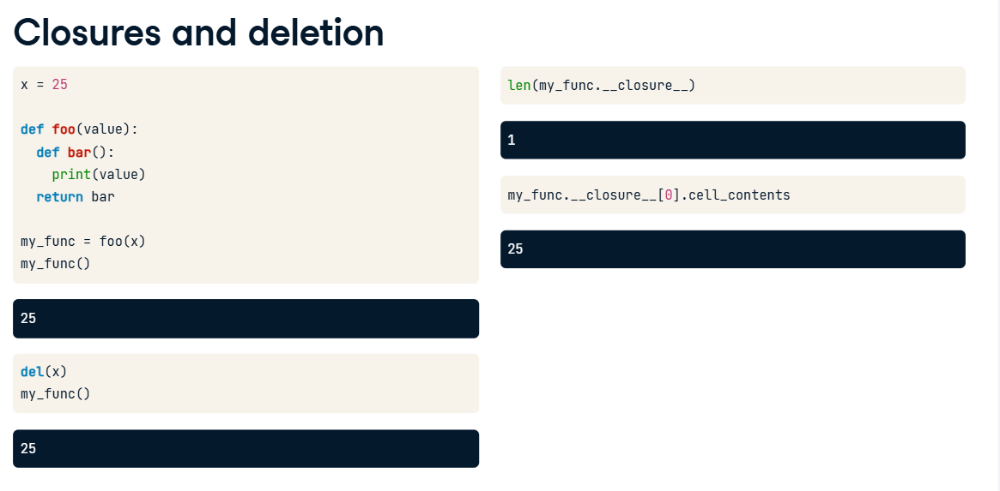 Closures and deletion
x = 25
def foo(value):
  def bar():
    print(value)
  return bar
my_func = foo(x)
my_func()
25
del(x)
my_func()
25
len(my_func.__closure__)
1
my_func.__closure__[0].cell_contents
25